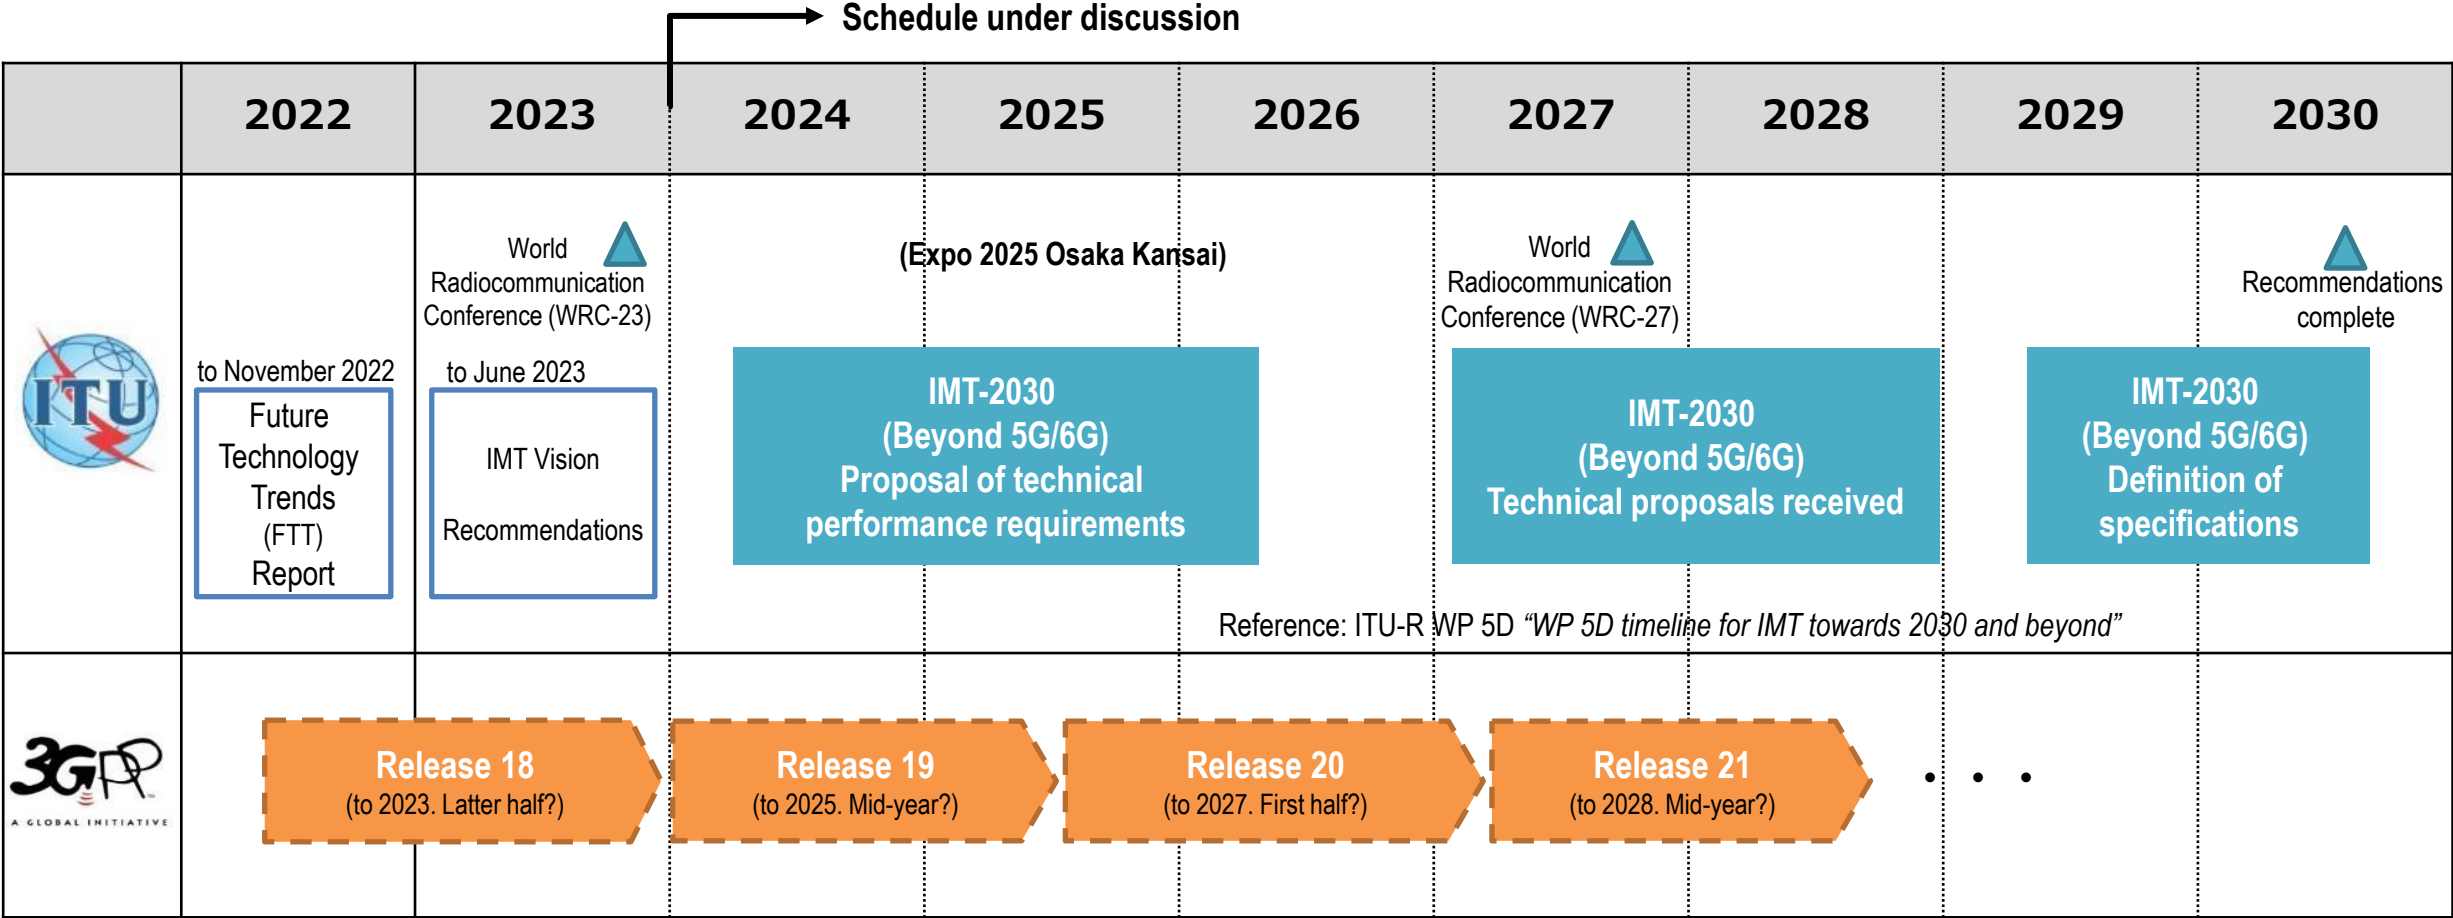 Schedule under discussion
2022 2023 2024 2025 2026 2027 2028 2029 2030
ITU
to November 2022
Future
Technology
Trends
(FTT)
Report
World
Radiocommunication
Conference (WRC-23)
to June 2023
IMT Vision
Recommendations
(Expo 2025 Osaka Kansai)
IMT-2030
(Beyond 5G/6G)
Proposal of technical
performance requirements
World
Radiocommunication
Conference (WRC-27)
IMT-2030
(Beyond 5G/6G)
Technical proposals received
Recommendations
complete
IMT-2030
(Beyond 5G/6G)
Definition of
specifications
Reference: ITU-R WP 5D “WP 5D timeline for IMT towards 2030 and beyond”
3GPP
A GLOBAL INITIATIVE
Release 18
(to 2023. Latter half?)
Release 19
(to 2025. Mid-year?)
Release 20
(to 2027. First half?)
Release 21
(to 2028. Mid-year?)
• • •